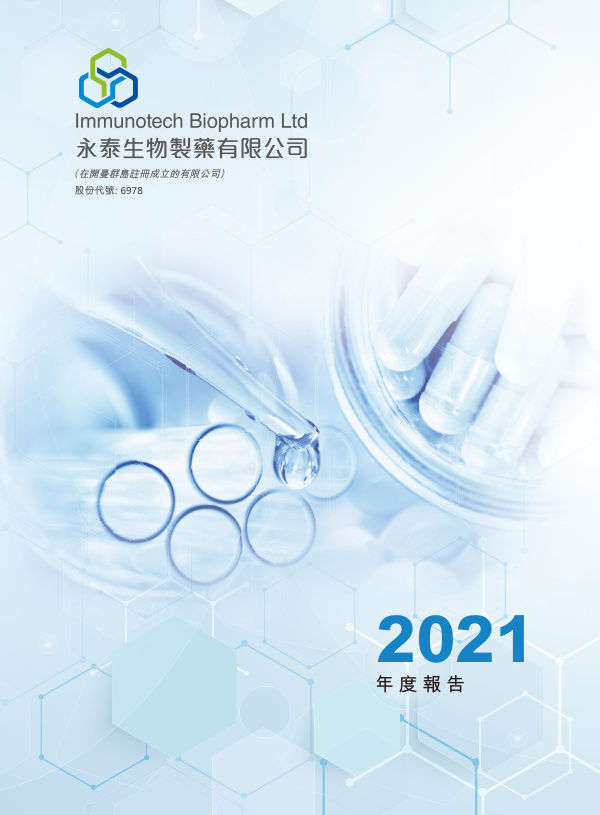 Immunotech Biopharm Ltd
永泰生物製藥有限公司
（在開曼群島註冊成立的有限公司）
股份代號: 6978
2021
年度報告